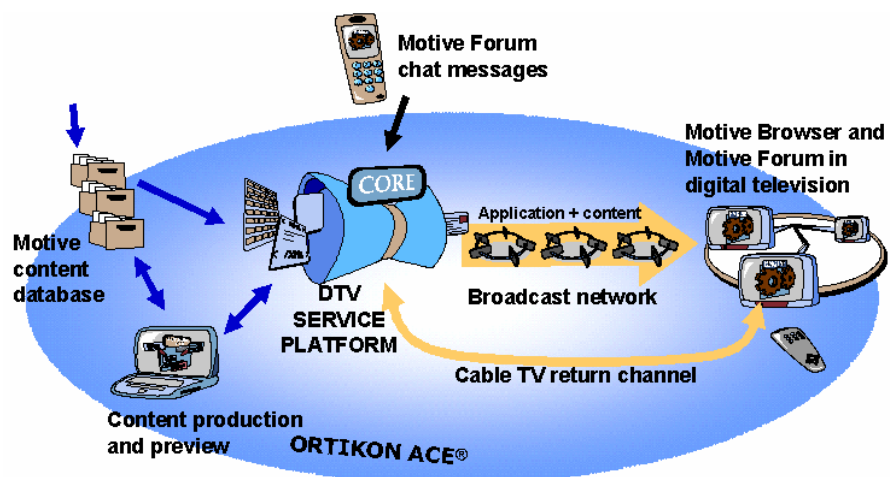 Motive Forum
chat messages
Motive Browser and
Motive Forum in
digital television
CORE
Application + content
Motive
content
database
Broadcast network
DTV
SERVICE
PLATFORM
Cable TV return channel
Content production
and preview
ORTIKON ACE®